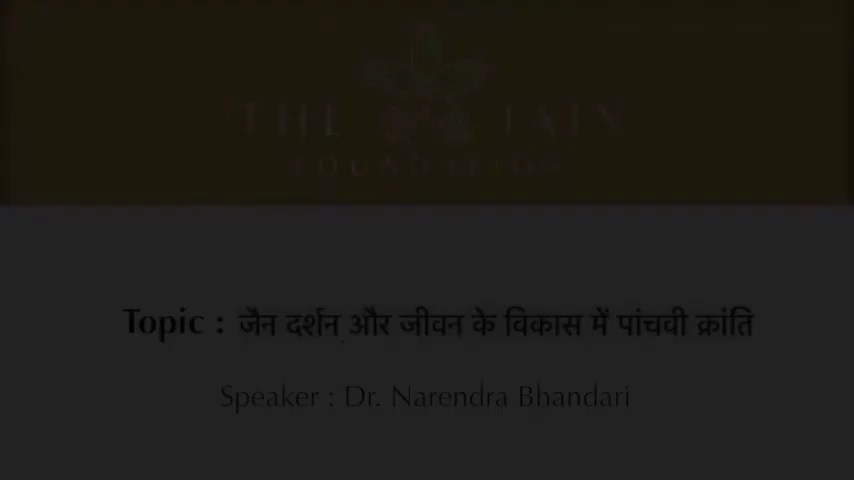 THE JAIN
FOUNDATION
Topic : जैन दर्शन और जीवन के विकास में पांचवी क्रांति
Speaker : Dr. Narendra Bhandari